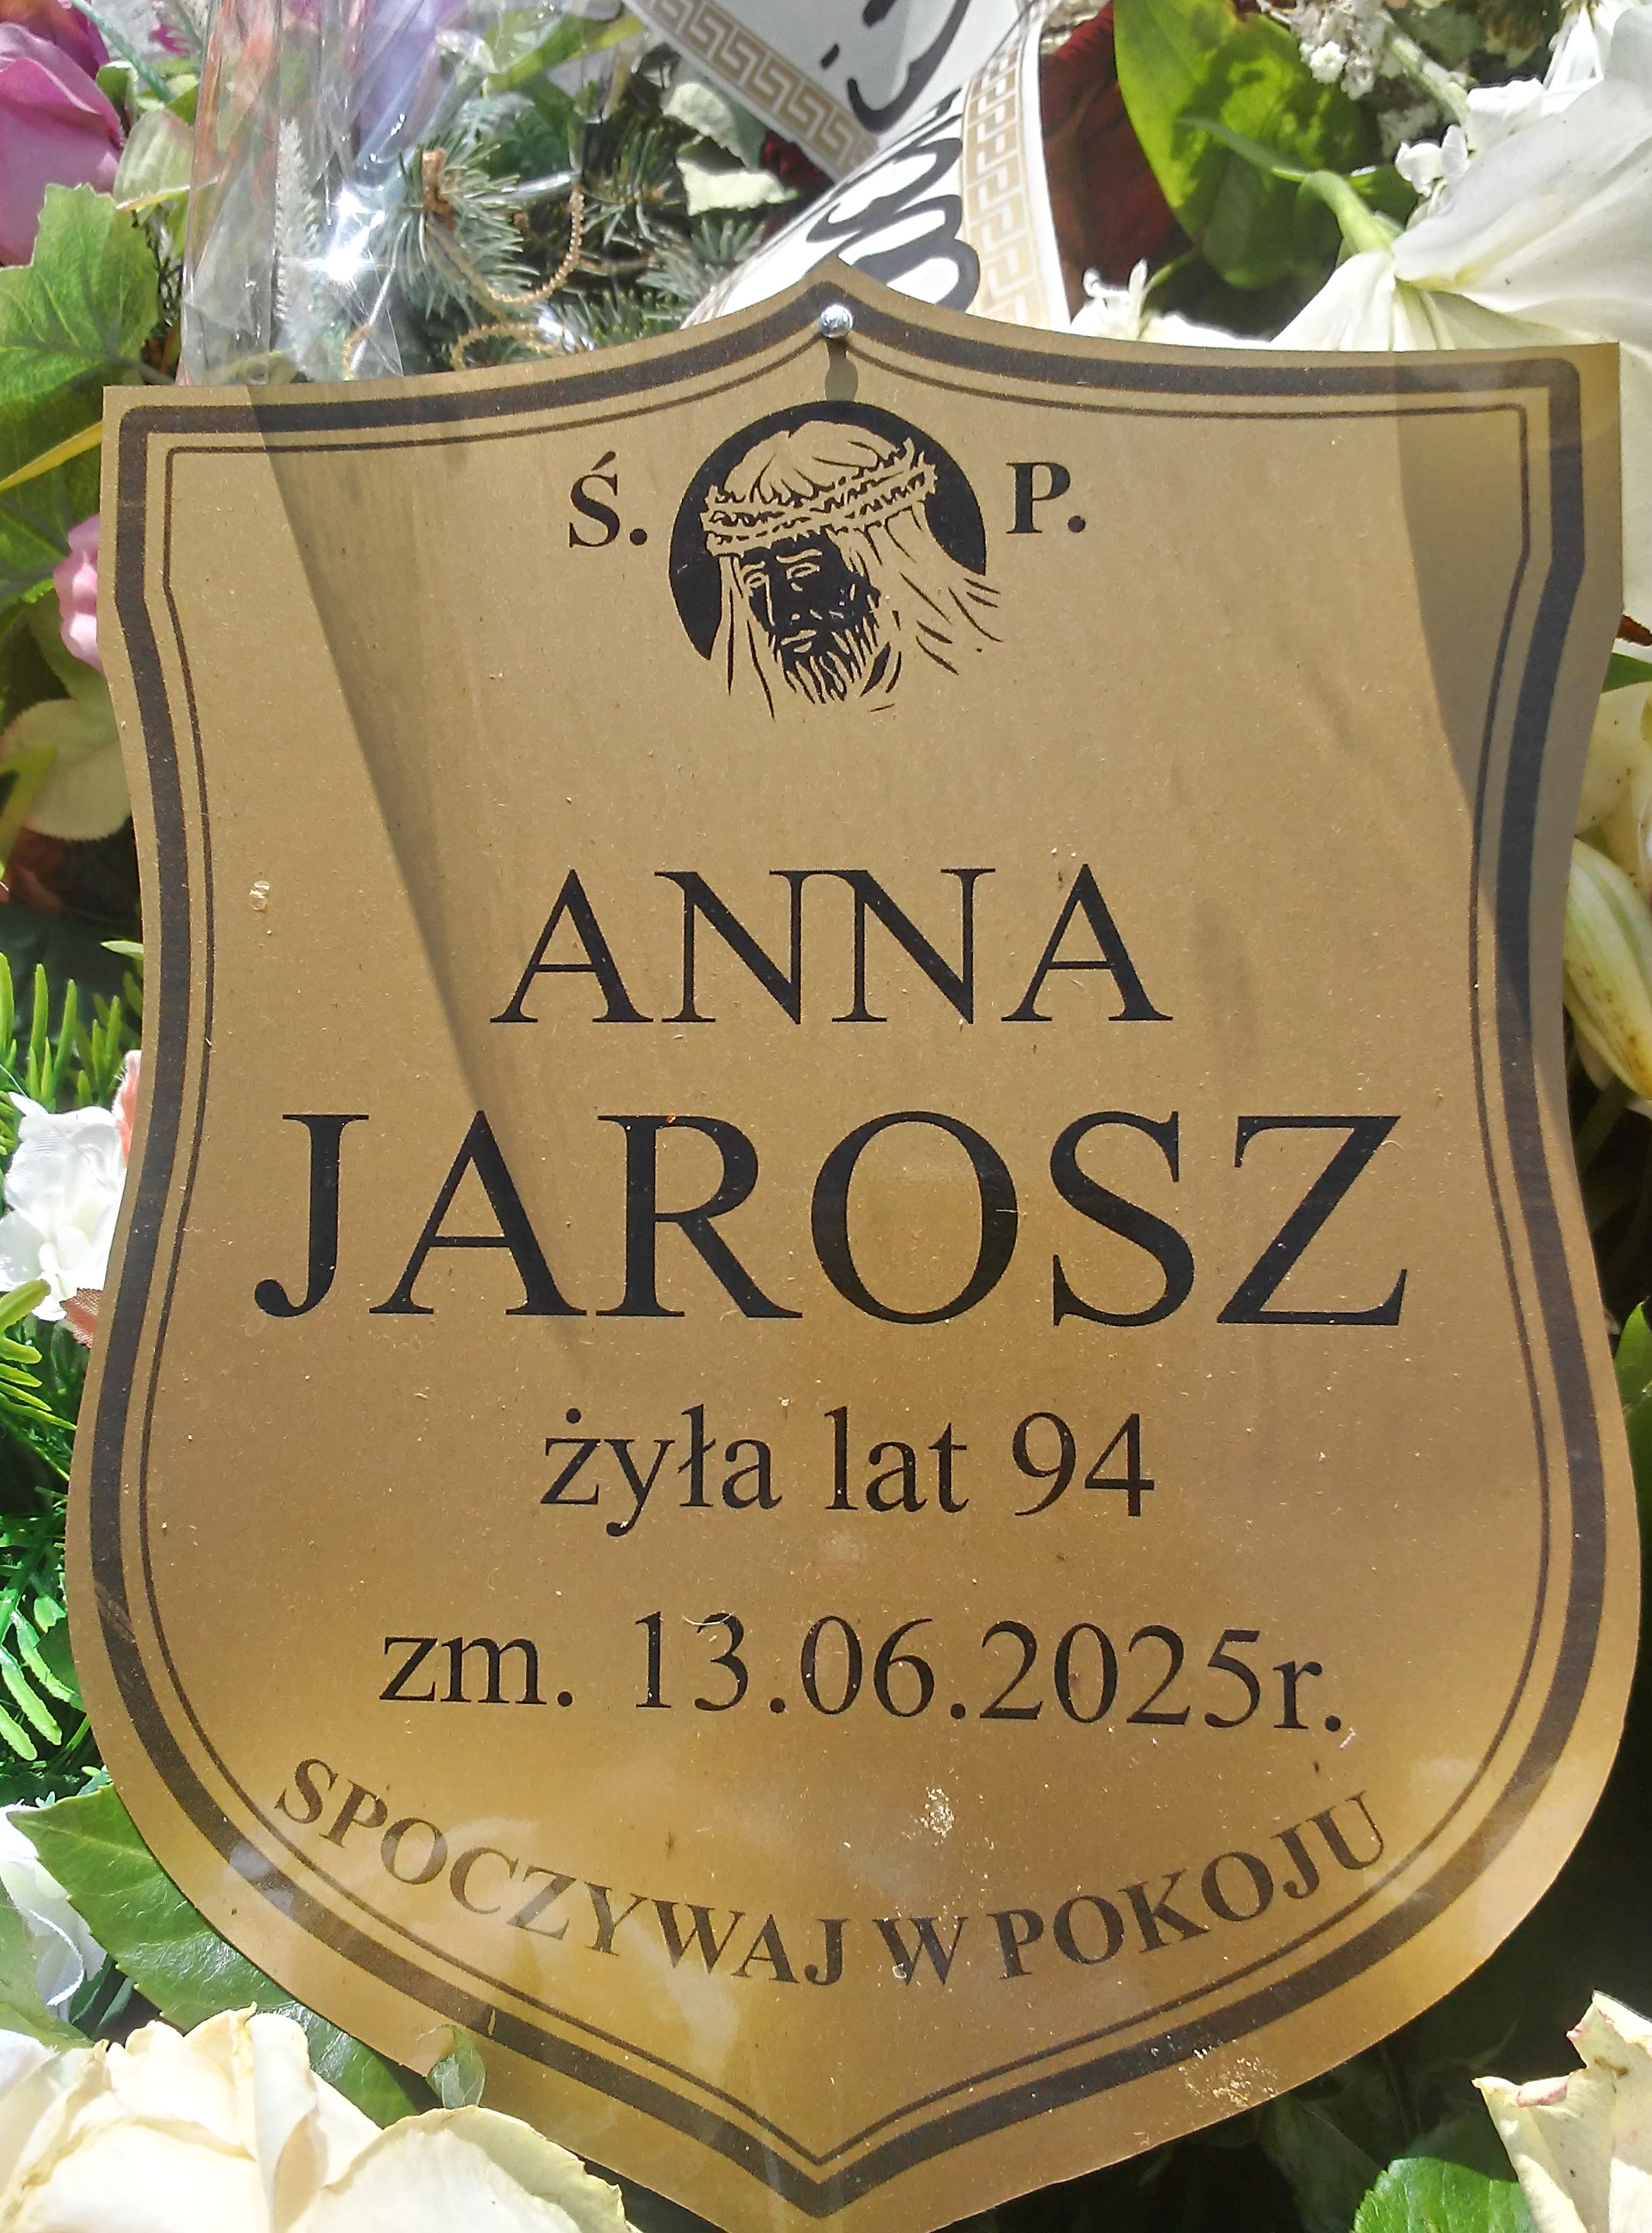 Ś. P.
ANNA
JAROSZ
żyła lat 94
zm. 13.06.2025r.
SPOCZYWAJ W POKOJU